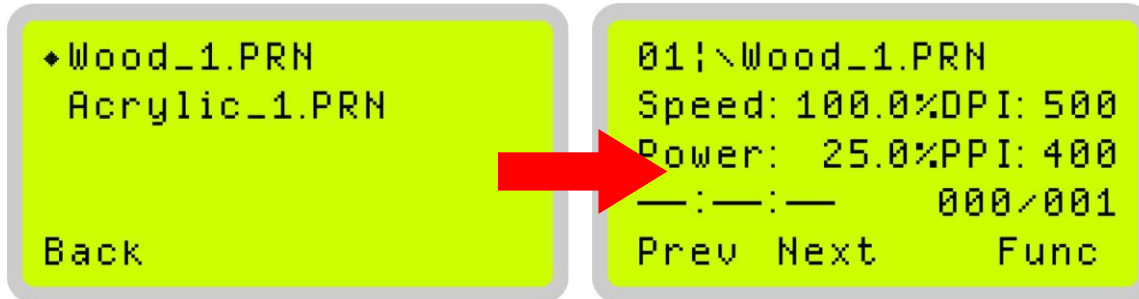 ◆Wood_1.PRN
Acrylic_1.PRN
Back
01¦\Wood_1.PRN
Speed: 100.0%DPI: 500
Power: 25.0%PPI: 400
——:——:—— 000/001
Prev Next Func